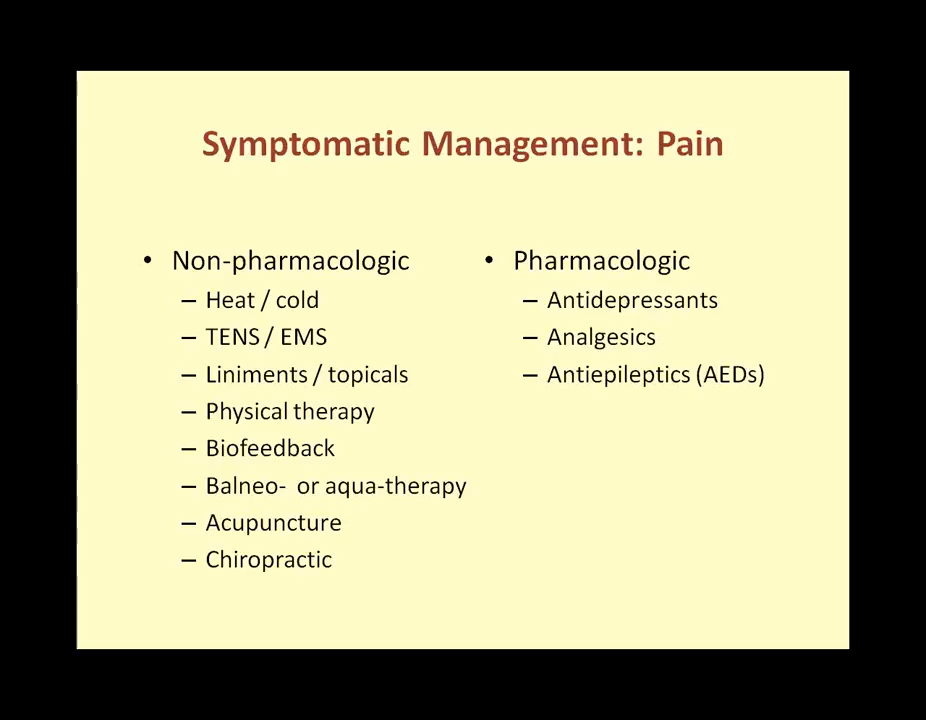 Symptomatic Management: Pain
• Non-pharmacologic
– Heat / cold
– TENS / EMS
– Liniments / topicals
– Physical therapy
– Biofeedback
– Balneo- or aqua-therapy
– Acupuncture
– Chiropractic
• Pharmacologic
– Antidepressants
– Analgesics
– Antiepileptics (AEDs)